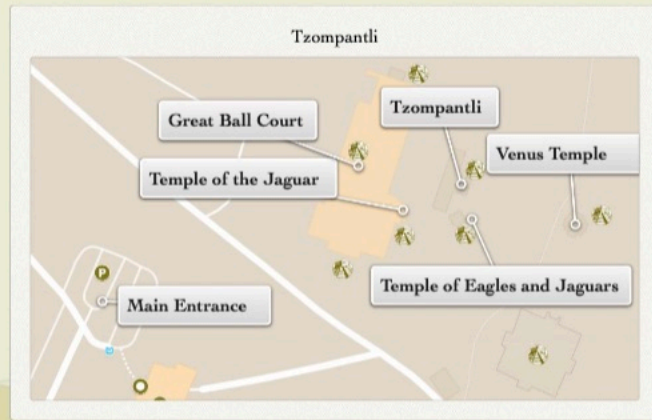 Tzompantli
Tzompantli
Great Ball Court
Venus Temple
Temple of the Jaguar
Temple of Eagles and Jaguars
P
Main Entrance